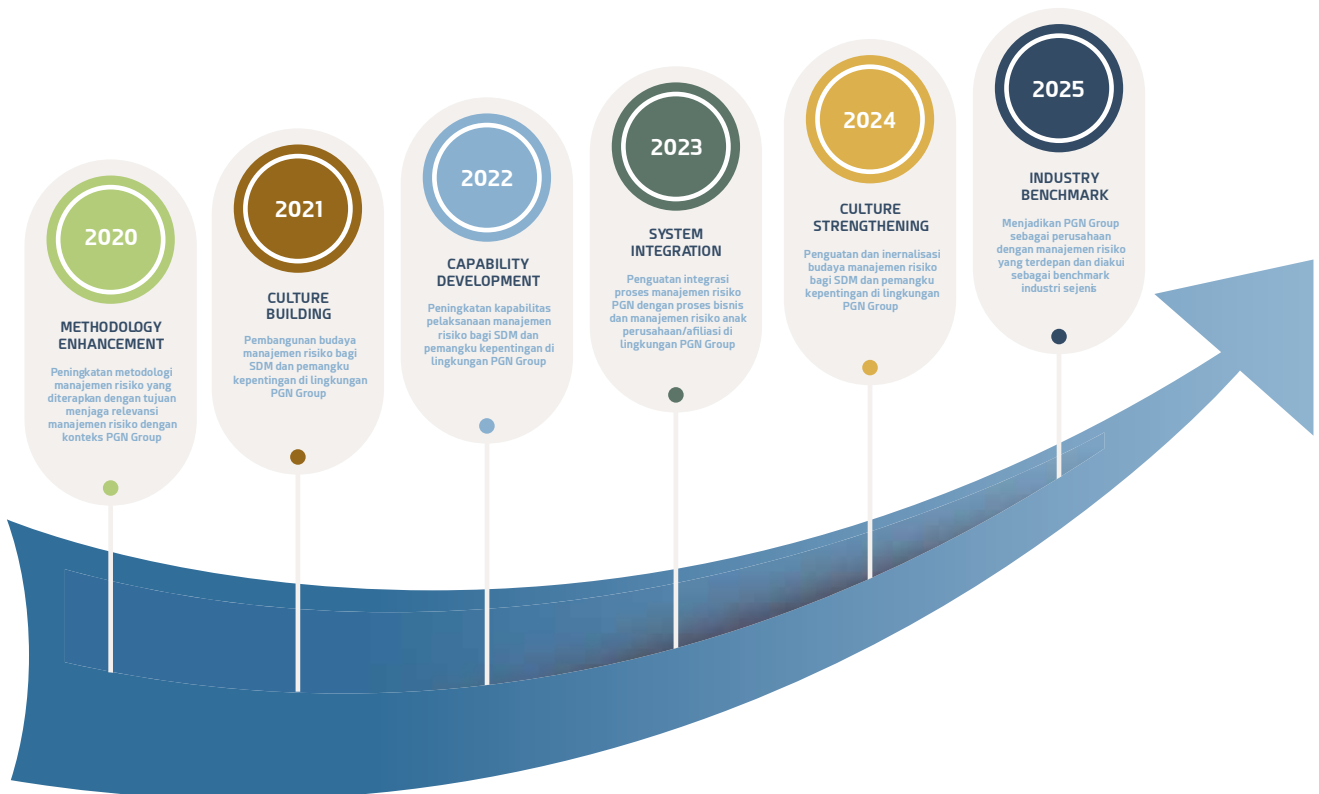 2020
METHODOLOGY
ENHANCEMENT
Peningkatan metodologi
manajemen risiko yang
diterapkan dengan tujuan
menjaga relevansi
manajemen risiko dengan
konteks PGN Group
2021
CULTURE
BUILDING
Pembangunan budaya
manajemen risiko bagi
SDM dan pemangku
kepentingan di lingkungan
PGN Group
2022
CAPABILITY
DEVELOPMENT
Peningkatan kapabilitas
pelaksanaan manajemen
risiko bagi SDM dan
pemangku kepentingan di
lingkungan PGN Group
2023
SYSTEM
INTEGRATION
Penguatan integrasi
proses manajemen risiko
PGN dengan proses bisnis
dan manajemen risiko anak
perusahaan/afiliasi di
lingkungan PGN Group
2024
CULTURE
STRENGTHENING
Penguatan dan inernalisasi
budaya manajemen risiko
bagi SDM dan pemangku
kepentingan di lingkungan
PGN Group
2025
INDUSTRY
BENCHMARK
Menjadikan PGN Group
sebagai perusahaan
dengan manajemen risiko
yang terdepan dan diakui
sebagai benchmark
industri sejenis